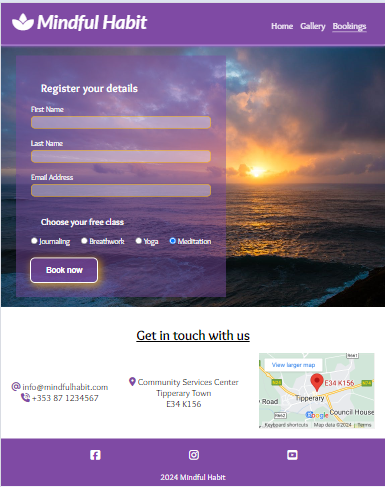 Mindful Habit
Home Gallery Bookings
Register your details
First Name
Last Name
Email Address
Choose your free class
Journaling Breathwork Yoga Meditation
Book now
Get in touch with us
info@mindfulhabit.com
+353 87 1234567
Community Services Center
Tipperary Town
E34 K156
N662
View larger map
E34 K156
Tipperary
Road
Google
Council House
Keyboard shortcuts Map data ©2024 Terms
2024 Mindful Habit